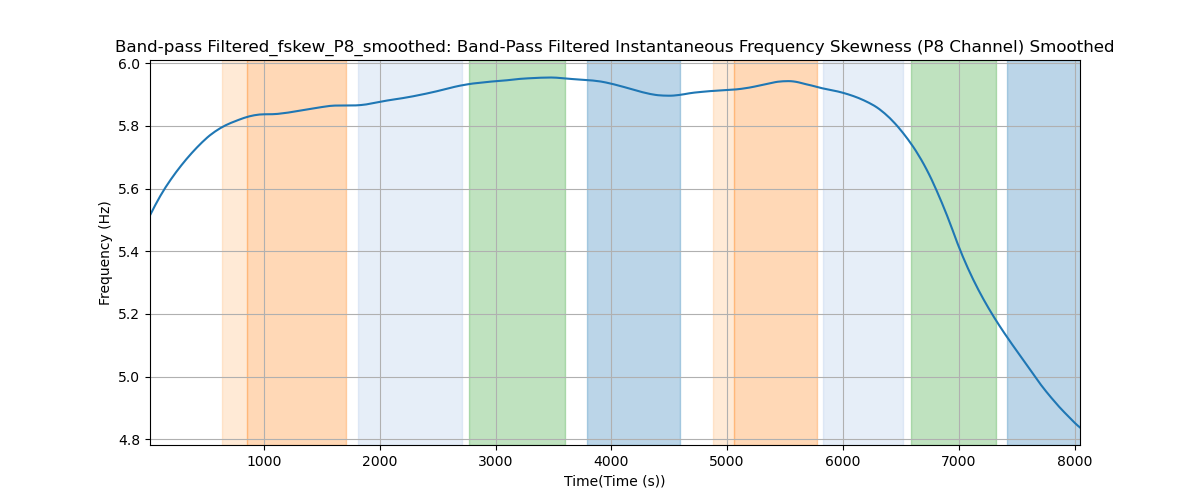 Band-pass Filtered_fskew_P8_smoothed: Band-Pass Filtered Instantaneous Frequency Skewness (P8 Channel) Smoothed
6.0
5.8
5.6
5.4
5.2
5.0
4.8
Frequency (Hz)
1000 2000 3000 4000 5000 6000 7000 8000
Time(Time (s))